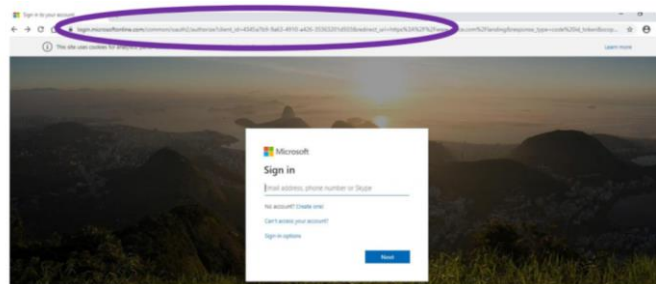 Sign in to your account
login.microsoftonline.com/common/oauth2/authorize?client_id=
This site uses cookies for analytics,
Learn more
Microsoft
Sign in
Email address, phone number or Skype
No account? Create one!
Can't access your account?
Sign-in options
Next